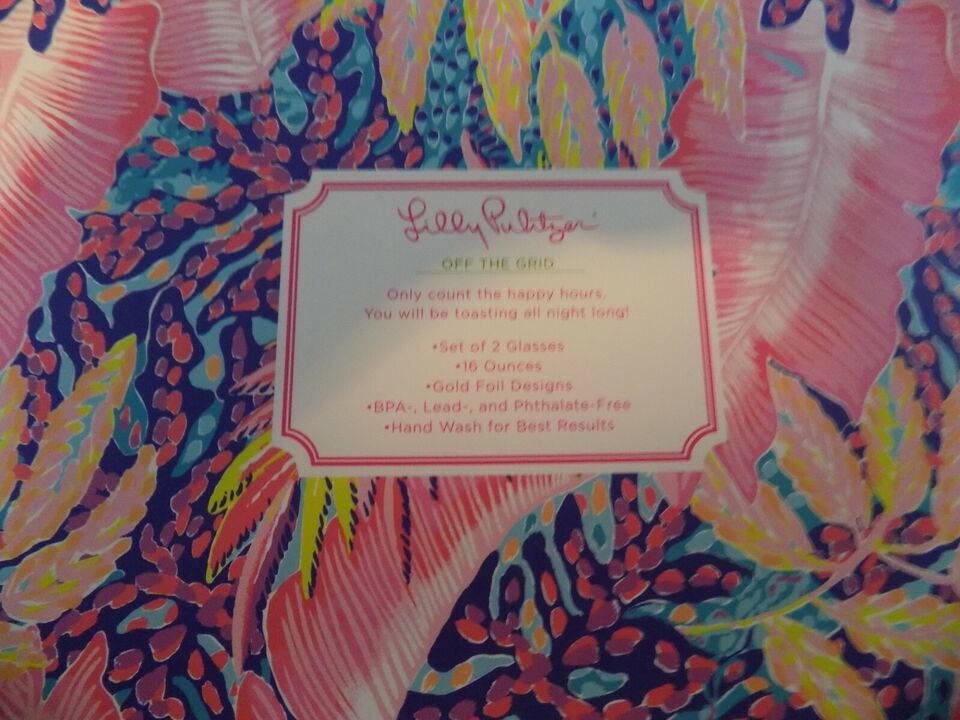 Lilly Pulitzer
OFF THE GRID
Only count the happy hours,
You will be toasting all night long!
•Set of 2 Glasses
•16 Ounces
•Gold Foil Designs
•BPA-, Lead-, and Phthalate-Free
•Hand Wash for Best Results